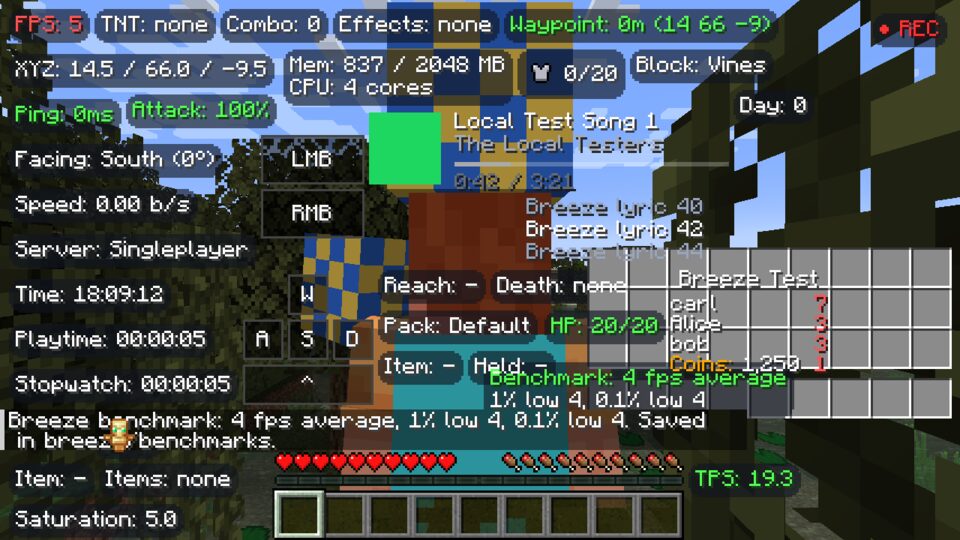 FPS: 5 TNT: none Combo: 0 Effects: none Waypoint: 0m (14 66 -9) REC
XYZ: 14.5 / 66.0 / -9.5 Mem: 837 / 2048 MB 0/20 Block: Vines
CPU: 4 cores
Ping: 0ms Attack: 100% Day: 0
Local Test Song 1
The Local Testers
0:42 / 3:21
Facing: South (0°) LMB
Speed: 0.00 b/s RMB
Breeze lyric 40
Breeze lyric 42
Breeze lyric 44
Server: Singleplayer
Reach: - Death: none
Breeze Test
Time: 18:09:12 W
carl 7
Alice 3
bob 3
Coins: 1,250 1
Pack: Default HP: 20/20
Playtime: 00:00:05 A S D
Item: - Held: -
Stopwatch: 00:00:05 ^
Benchmark: 4 fps average
1% low 4, 0.1% low 4
Breeze benchmark: 4 fps average, 1% low 4, 0.1% low 4. Saved
in breeze/benchmarks.
Item: - Items: none TPS: 19.3
Saturation: 5.0